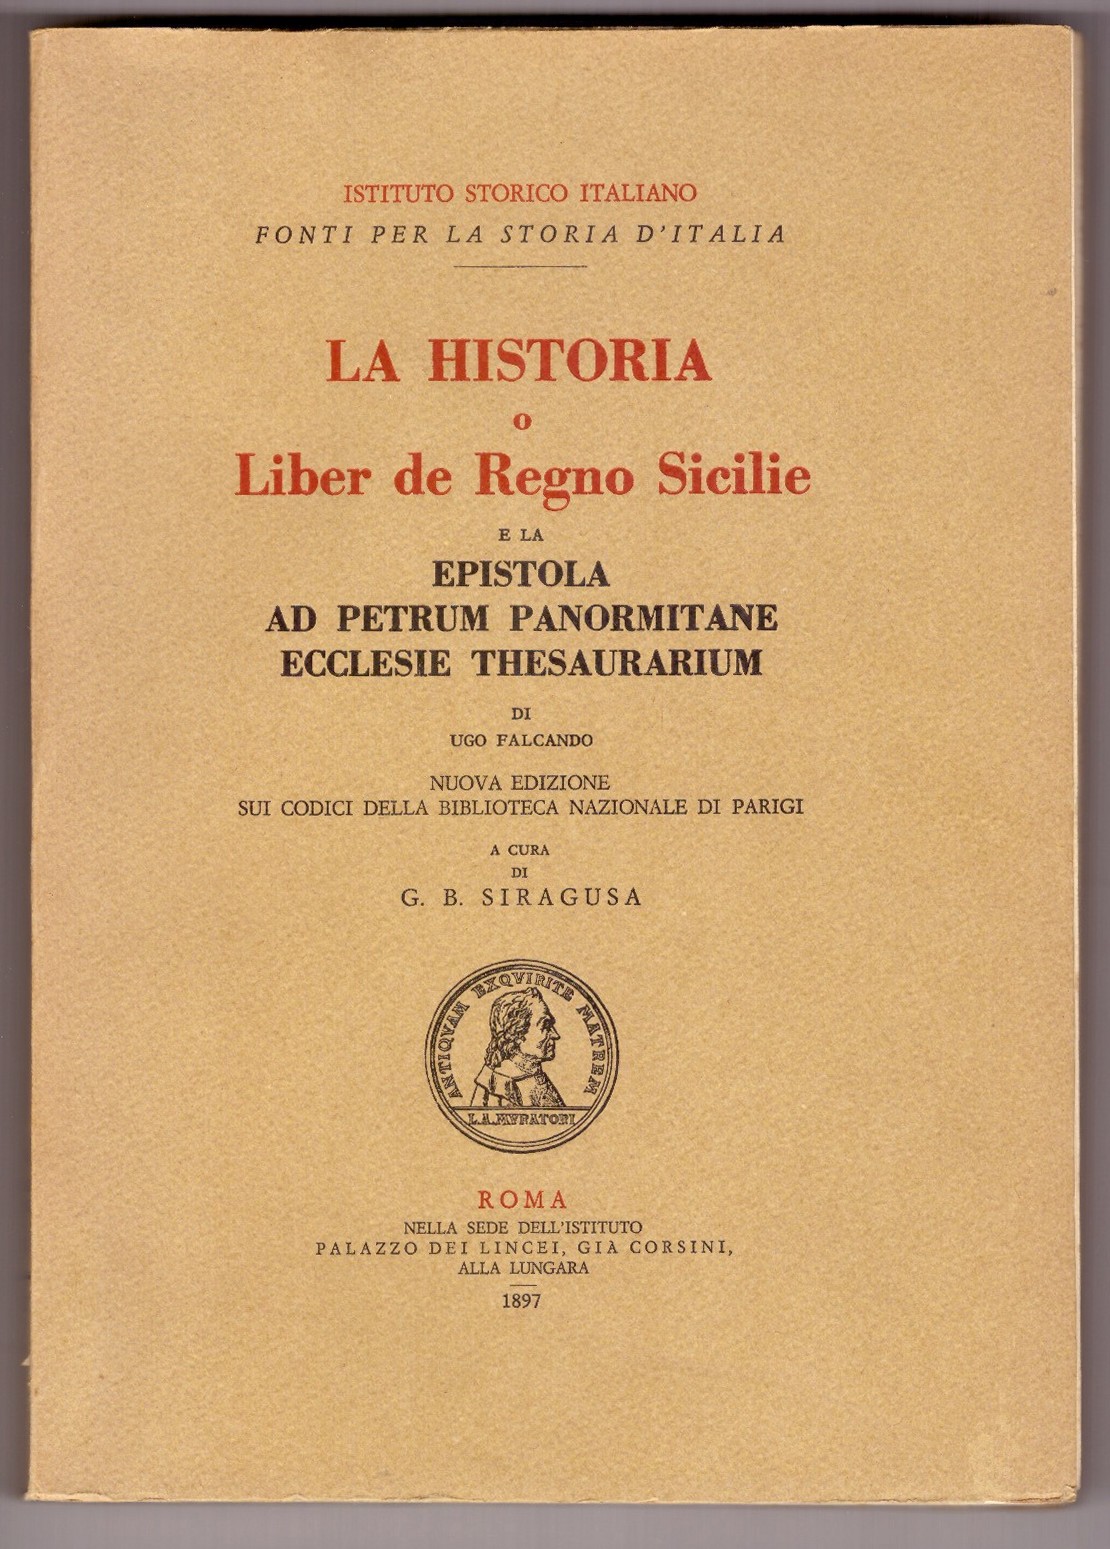 ISTITUTO STORICO ITALIANO
FONTI PER LA STORIA D'ITALIA
LA HISTORIA
o
Liber de Regno Sicilie
E LA
EPISTOLA
AD PETRUM PANORMITANE
ECCLESIE THESAURARIUM
DI
UGO FALCANDO
NUOVA EDIZIONE
SUI CODICI DELLA BIBLIOTECA NAZIONALE DI PARIGI
A CURA
DI
G. B. SIRAGUSA
ANTIQVAM EXQVIRITE MATREM
L.A.MVRATORI
ROMA
NELLA SEDE DELL'ISTITUTO
PALAZZO DEI LINCEI, GIÀ CORSINI,
ALLA LUNGARA
1897